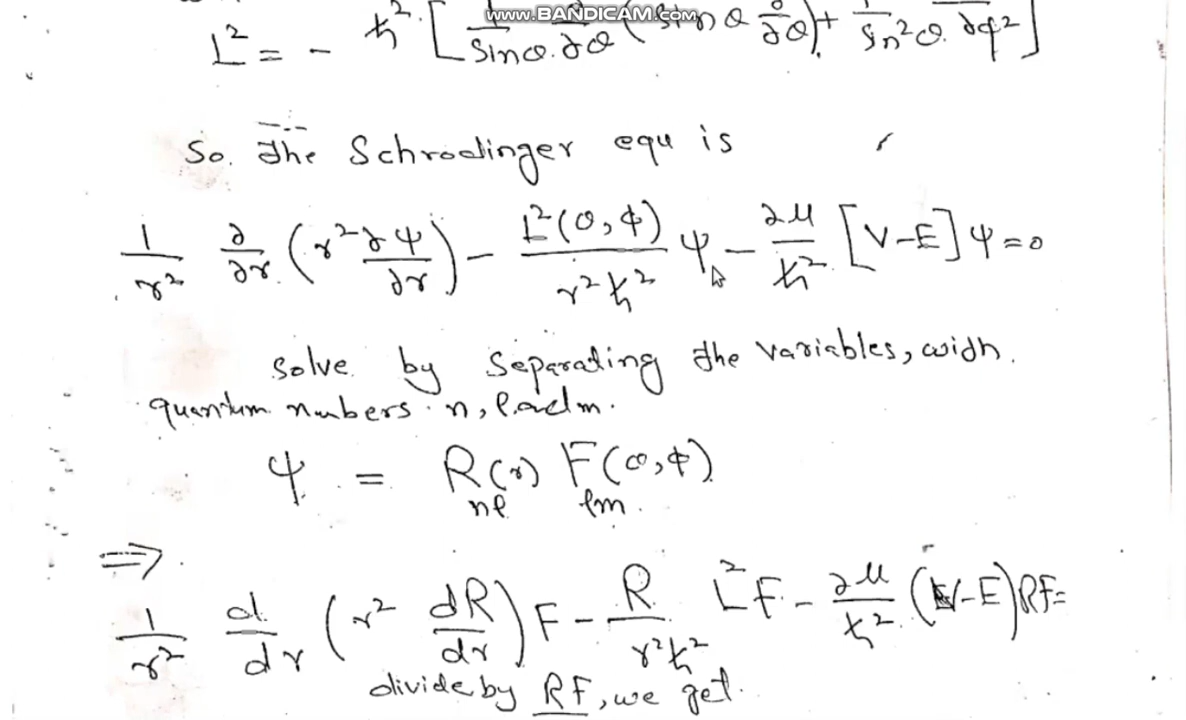 www.BANDICAM.com
L² = - ħ² [ 1/sinθ ∂/∂θ (sinθ ∂/∂θ) + 1/sin²θ ∂/∂φ² ]
So. the Schrodinger equ is
1/r² ∂/∂r (r² ∂ψ/∂r) - L²(θ,φ)/r²ħ² ψ - 2μ/ħ² [V-E] ψ = 0
Solve by separating the variables, with.
quantum numbers. n, l and m.
ψ = R_nl(r) F_lm(θ,φ)
⇒
1/r² d/dr (r² dR/dr) F - R/r²ħ² L²F - 2μ/ħ² (V-E)RF=
divide by RF, we get.